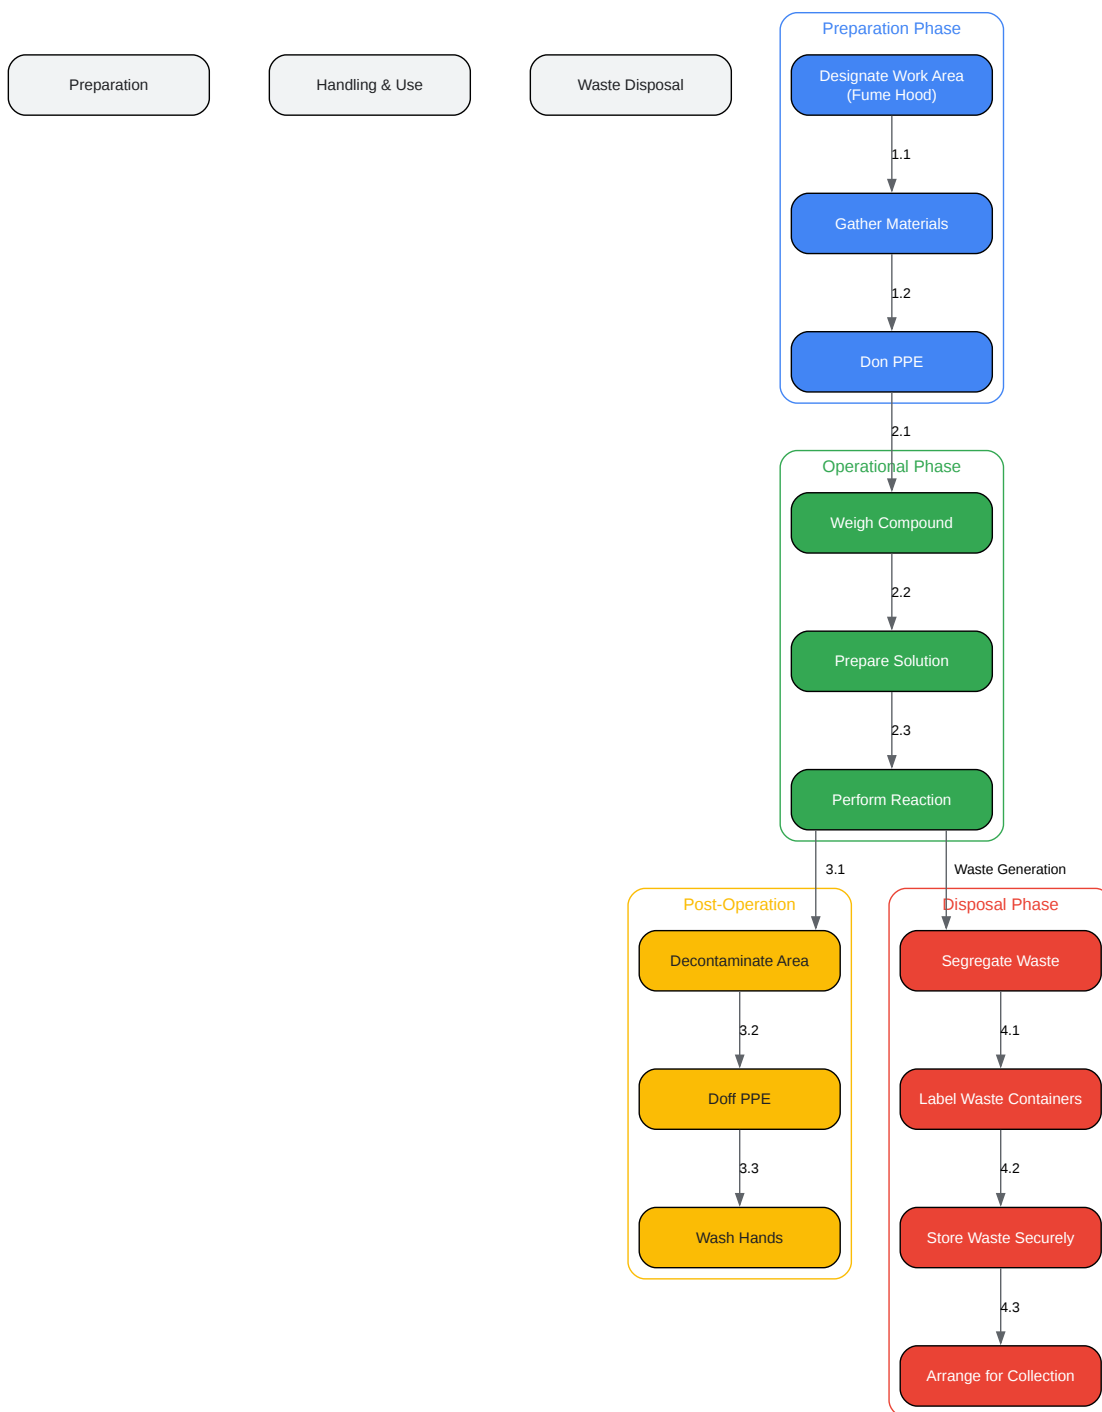 Preparation
Handling & Use
Waste Disposal
Preparation Phase
Designate Work Area
(Fume Hood)
1.1
Gather Materials
1.2
Don PPE
2.1
Operational Phase
Weigh Compound
2.2
Prepare Solution
2.3
Perform Reaction
3.1
Waste Generation
Post-Operation
Disposal Phase
Decontaminate Area
Segregate Waste
3.2
4.1
Doff PPE
Label Waste Containers
3.3
4.2
Wash Hands
Store Waste Securely
4.3
Arrange for Collection